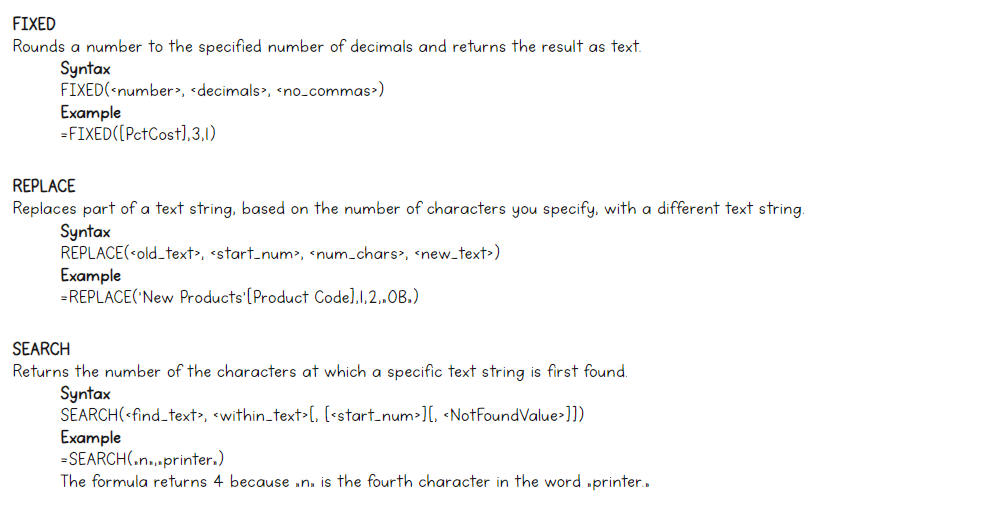 FIXED
Rounds a number to the specified number of decimals and returns the result as text.
Syntax
FIXED(<number>, <decimals>, <no_commas>)
Example
=FIXED([PctCost],3,1)
REPLACE
Replaces part of a text string, based on the number of characters you specify, with a different text string.
Syntax
REPLACE(<old_text>, <start_num>, <num_chars>, <new_text>)
Example
=REPLACE('New Products'[Product Code],1,2,"OB")
SEARCH
Returns the number of the characters at which a specific text string is first found.
Syntax
SEARCH(<find_text>, <within_text>[, [<start_num>][, <NotFoundValue>]])
Example
=SEARCH("n","printer")
The formula returns 4 because "n" is the fourth character in the word "printer."